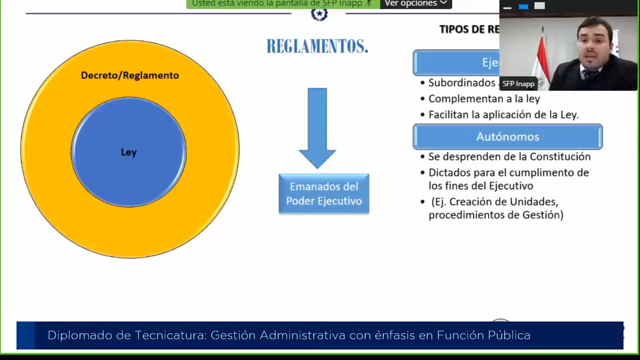 Usted está viendo la pantalla de SFP Inapp
Ver opciones
TIPOS DE RE
REGLAMENTOS.
SFP Inapp
Decreto/Reglamento
Ley
Emanados del
Poder Ejecutivo
• Subordinados
• Complementan a la ley
• Facilitan la aplicación de la Ley.
Autónomos
• Se desprenden de la Constitución
• Dictados para el cumplimento de
los fines del Ejecutivo
• (Ej. Creación de Unidades,
procedimientos de Gestión)
Diplomado de Tecnicatura: Gestión Administrativa con énfasis en Función Pública